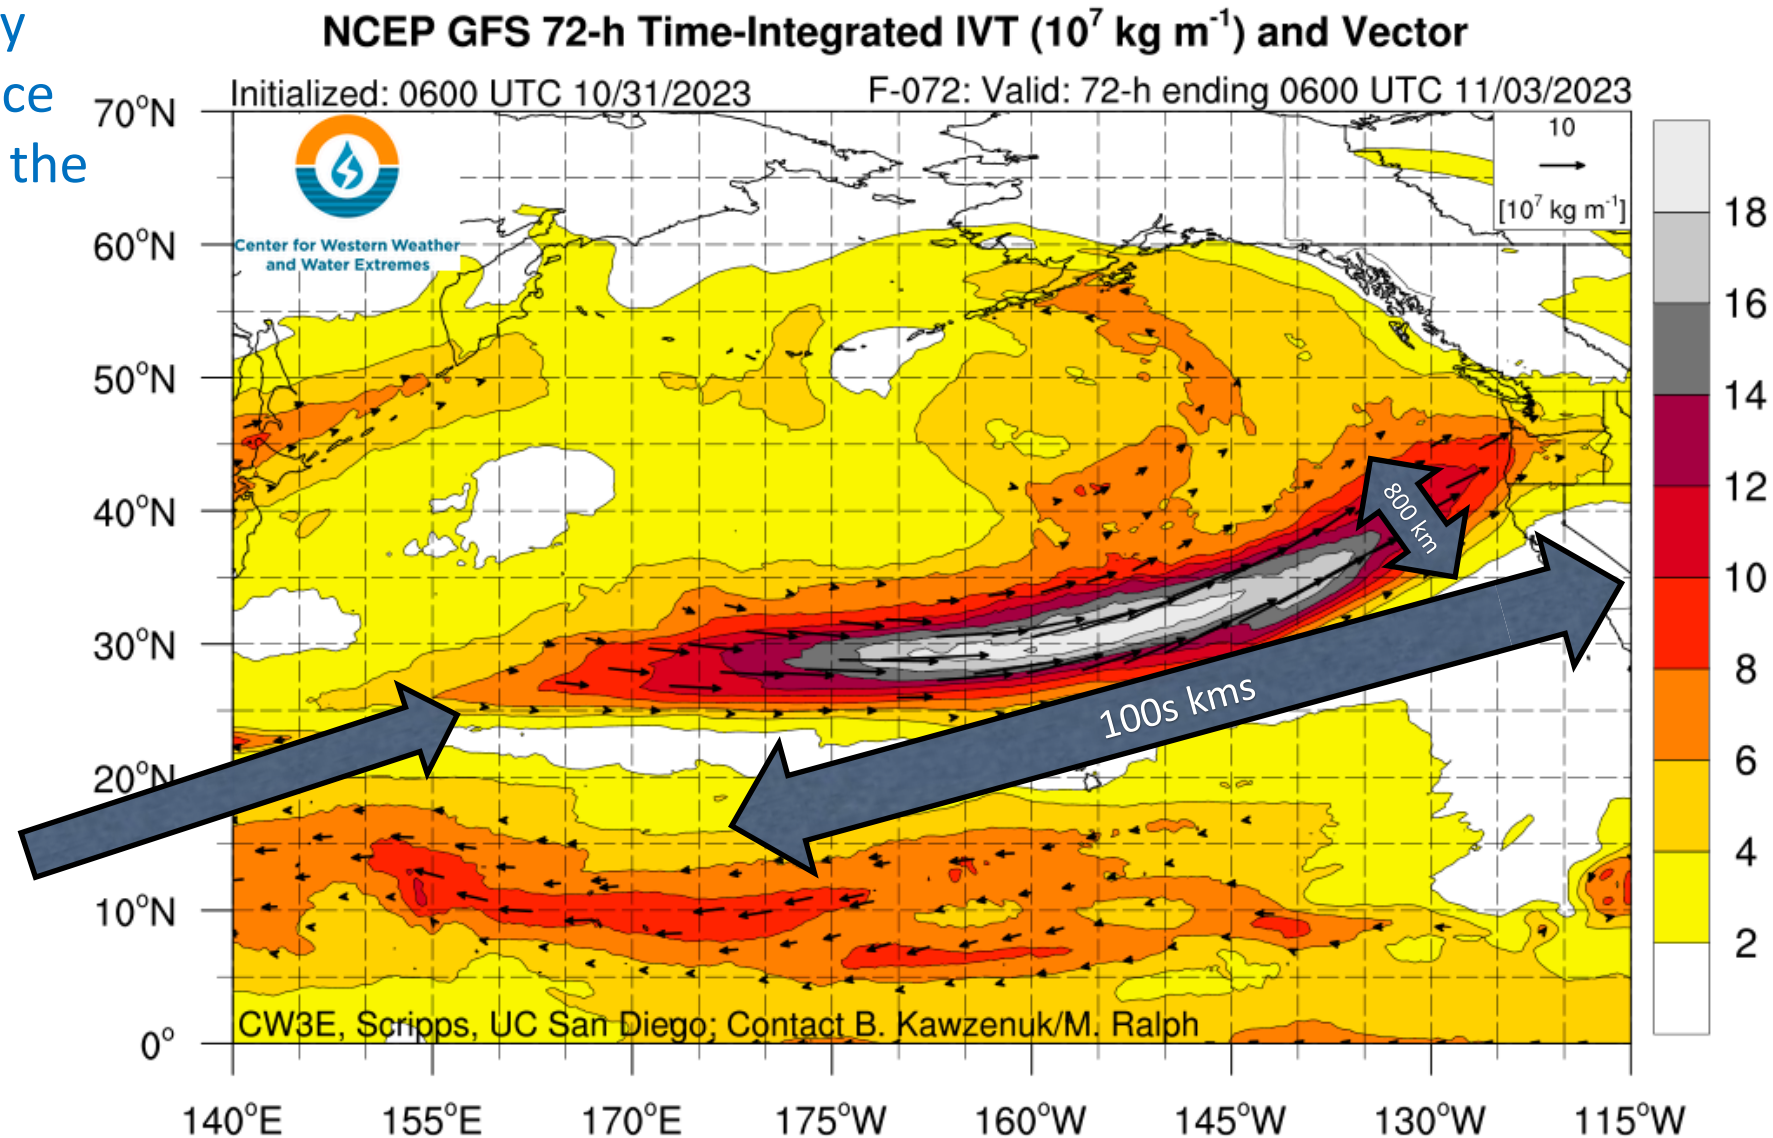 y
ce
the
NCEP GFS 72-h Time-Integrated IVT (10⁷ kg m⁻¹) and Vector
Initialized: 0600 UTC 10/31/2023 F-072: Valid: 72-h ending 0600 UTC 11/03/2023
10
[10⁷ kg m⁻¹]
Center for Western Weather
and Water Extremes
70°N
60°N
50°N
40°N
30°N
20°N
10°N
0°
800 km
100s kms
CW3E, Scripps, UC San Diego; Contact B. Kawzenuk/M. Ralph
140°E 155°E 170°E 175°W 160°W 145°W 130°W 115°W
18
16
14
12
10
8
6
4
2